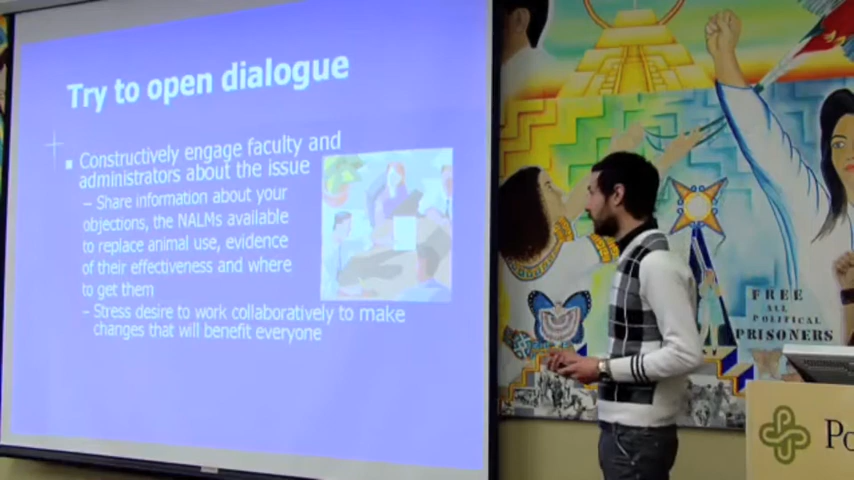 Try to open dialogue
Constructively engage faculty and
administrators about the issue
– Share information about your
objections, the NALMs available
to replace animal use, evidence
of their effectiveness and where
to get them
– Stress desire to work collaboratively to make
changes that will benefit everyone
FREE
ALL
POLITICAL
PRISONERS
Po